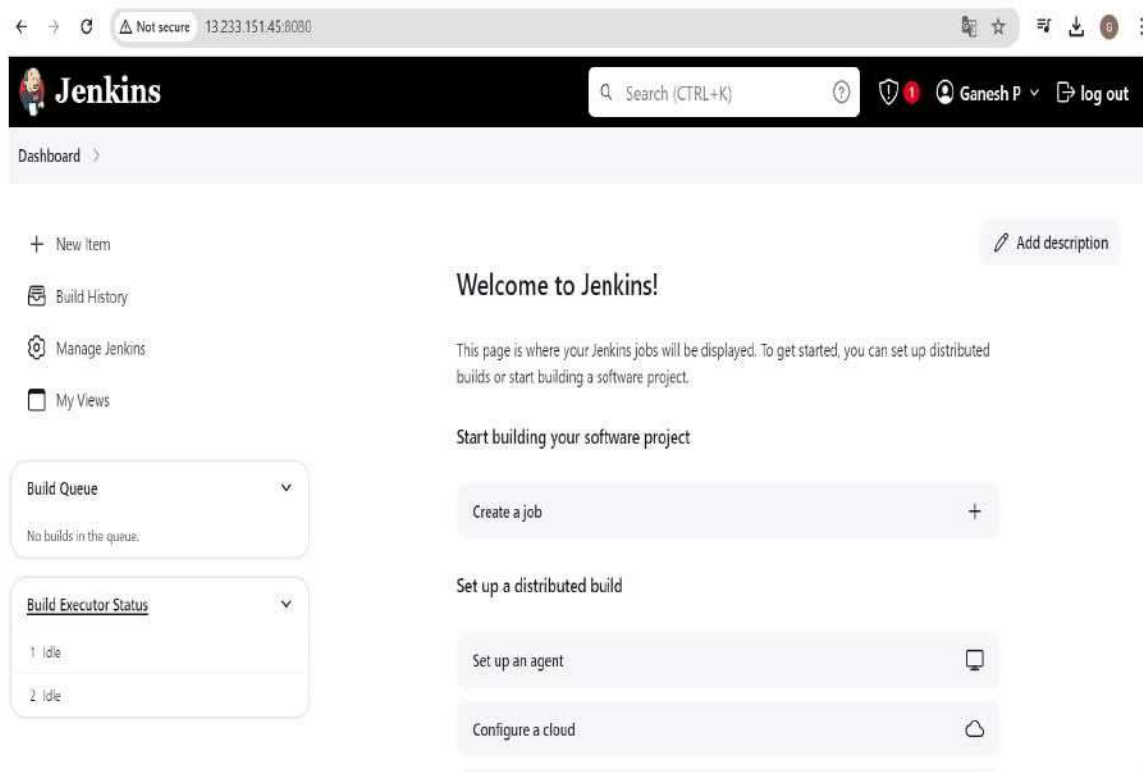 Not secure 13.233.151.45:8080
G
Jenkins
Search (CTRL+K)
?
1
Ganesh P
log out
Dashboard
New Item
Build History
Manage Jenkins
My Views
Build Queue
No builds in the queue.
Build Executor Status
1 Idle
2 Idle
Add description
Welcome to Jenkins!
This page is where your Jenkins jobs will be displayed. To get started, you can set up distributed
builds or start building a software project.
Start building your software project
Create a job
Set up a distributed build
Set up an agent
Configure a cloud